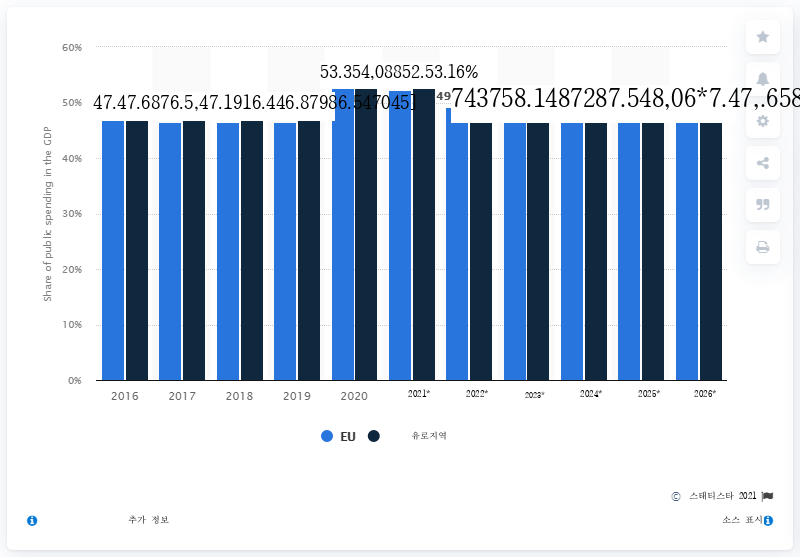 60%
53.354,08852.53.16%
50%
47.47.6876.5,47.1916.446.87986.547045]
49
743758.1487287.548,06*7.47,.658
40%
30%
20%
10%
0%
Share of public spending in the GDP
2016 2017 2018 2019 2020 2021* 2022* 2023* 2024* 2025* 2026*
EU 유로지역
© 스태티스타 2021
추가 정보 소스 표시